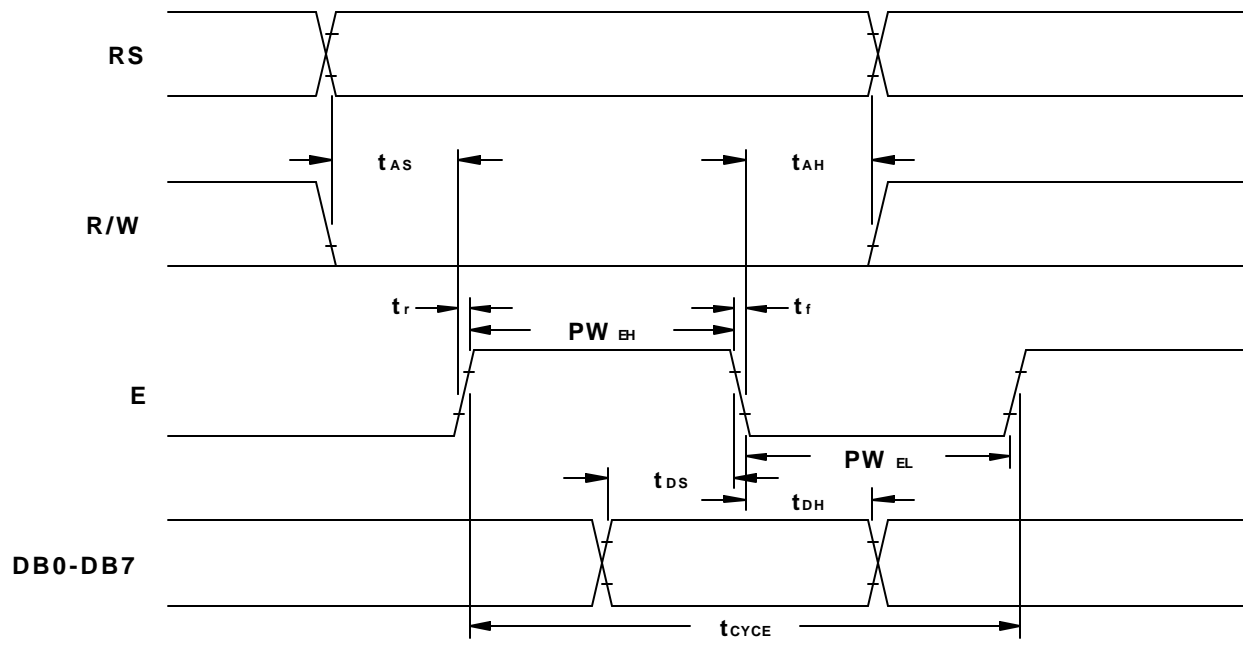 RS
tAS
tAH
R/W
tr
tf
PW EH
E
PW EL
tDS
tDH
DB0-DB7
tCYCE